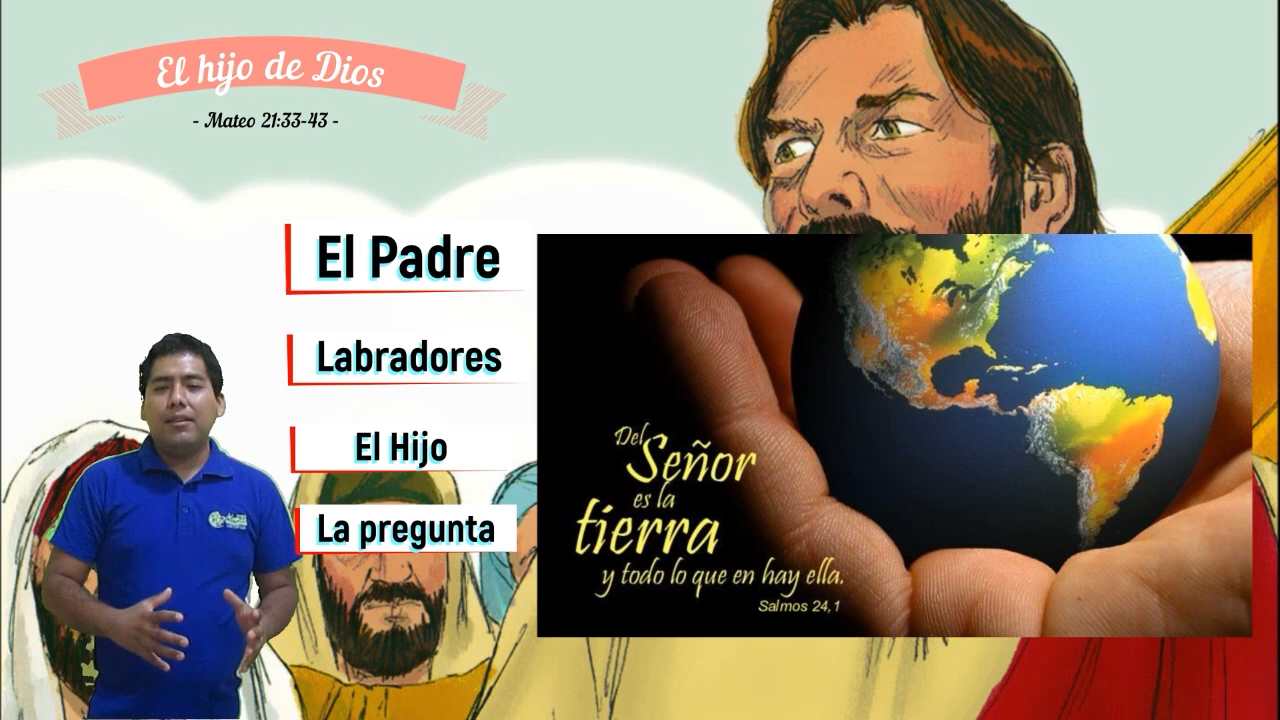 El hijo de Dios
- Mateo 21:33-43 -
El Padre
Labradores
El Hijo
La pregunta
Del
Señor
es la
tierra
y todo lo que en hay ella.
Salmos 24,1